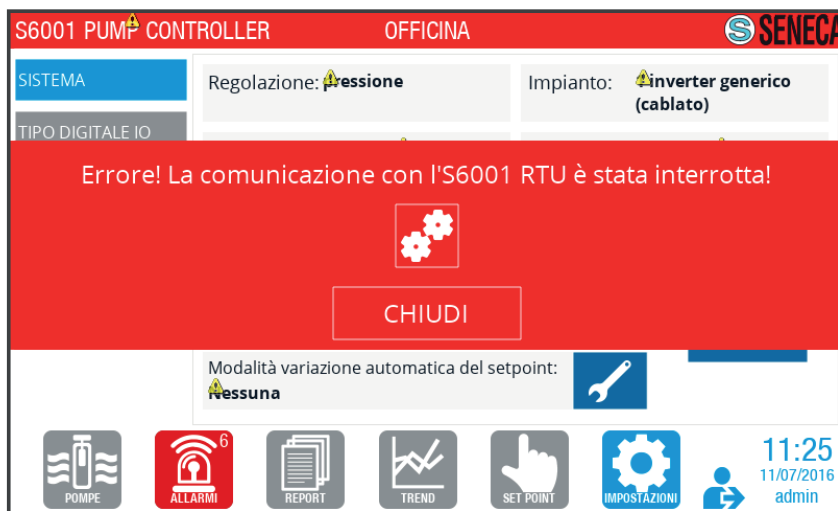 S6001 PUMP CONTROLLER OFFICINA SENECA
SISTEMA
Regolazione: pressione
Impianto: inverter generico
(cablato)
TIPO DIGITALE IO
Errore! La comunicazione con l'S6001 RTU è stata interrotta!
CHIUDI
Modalità variazione automatica del setpoint:
Nessuna
6
POMPE
ALLARMI
REPORT
TREND
SET POINT
IMPOSTAZIONI
11:25
11/07/2016
admin